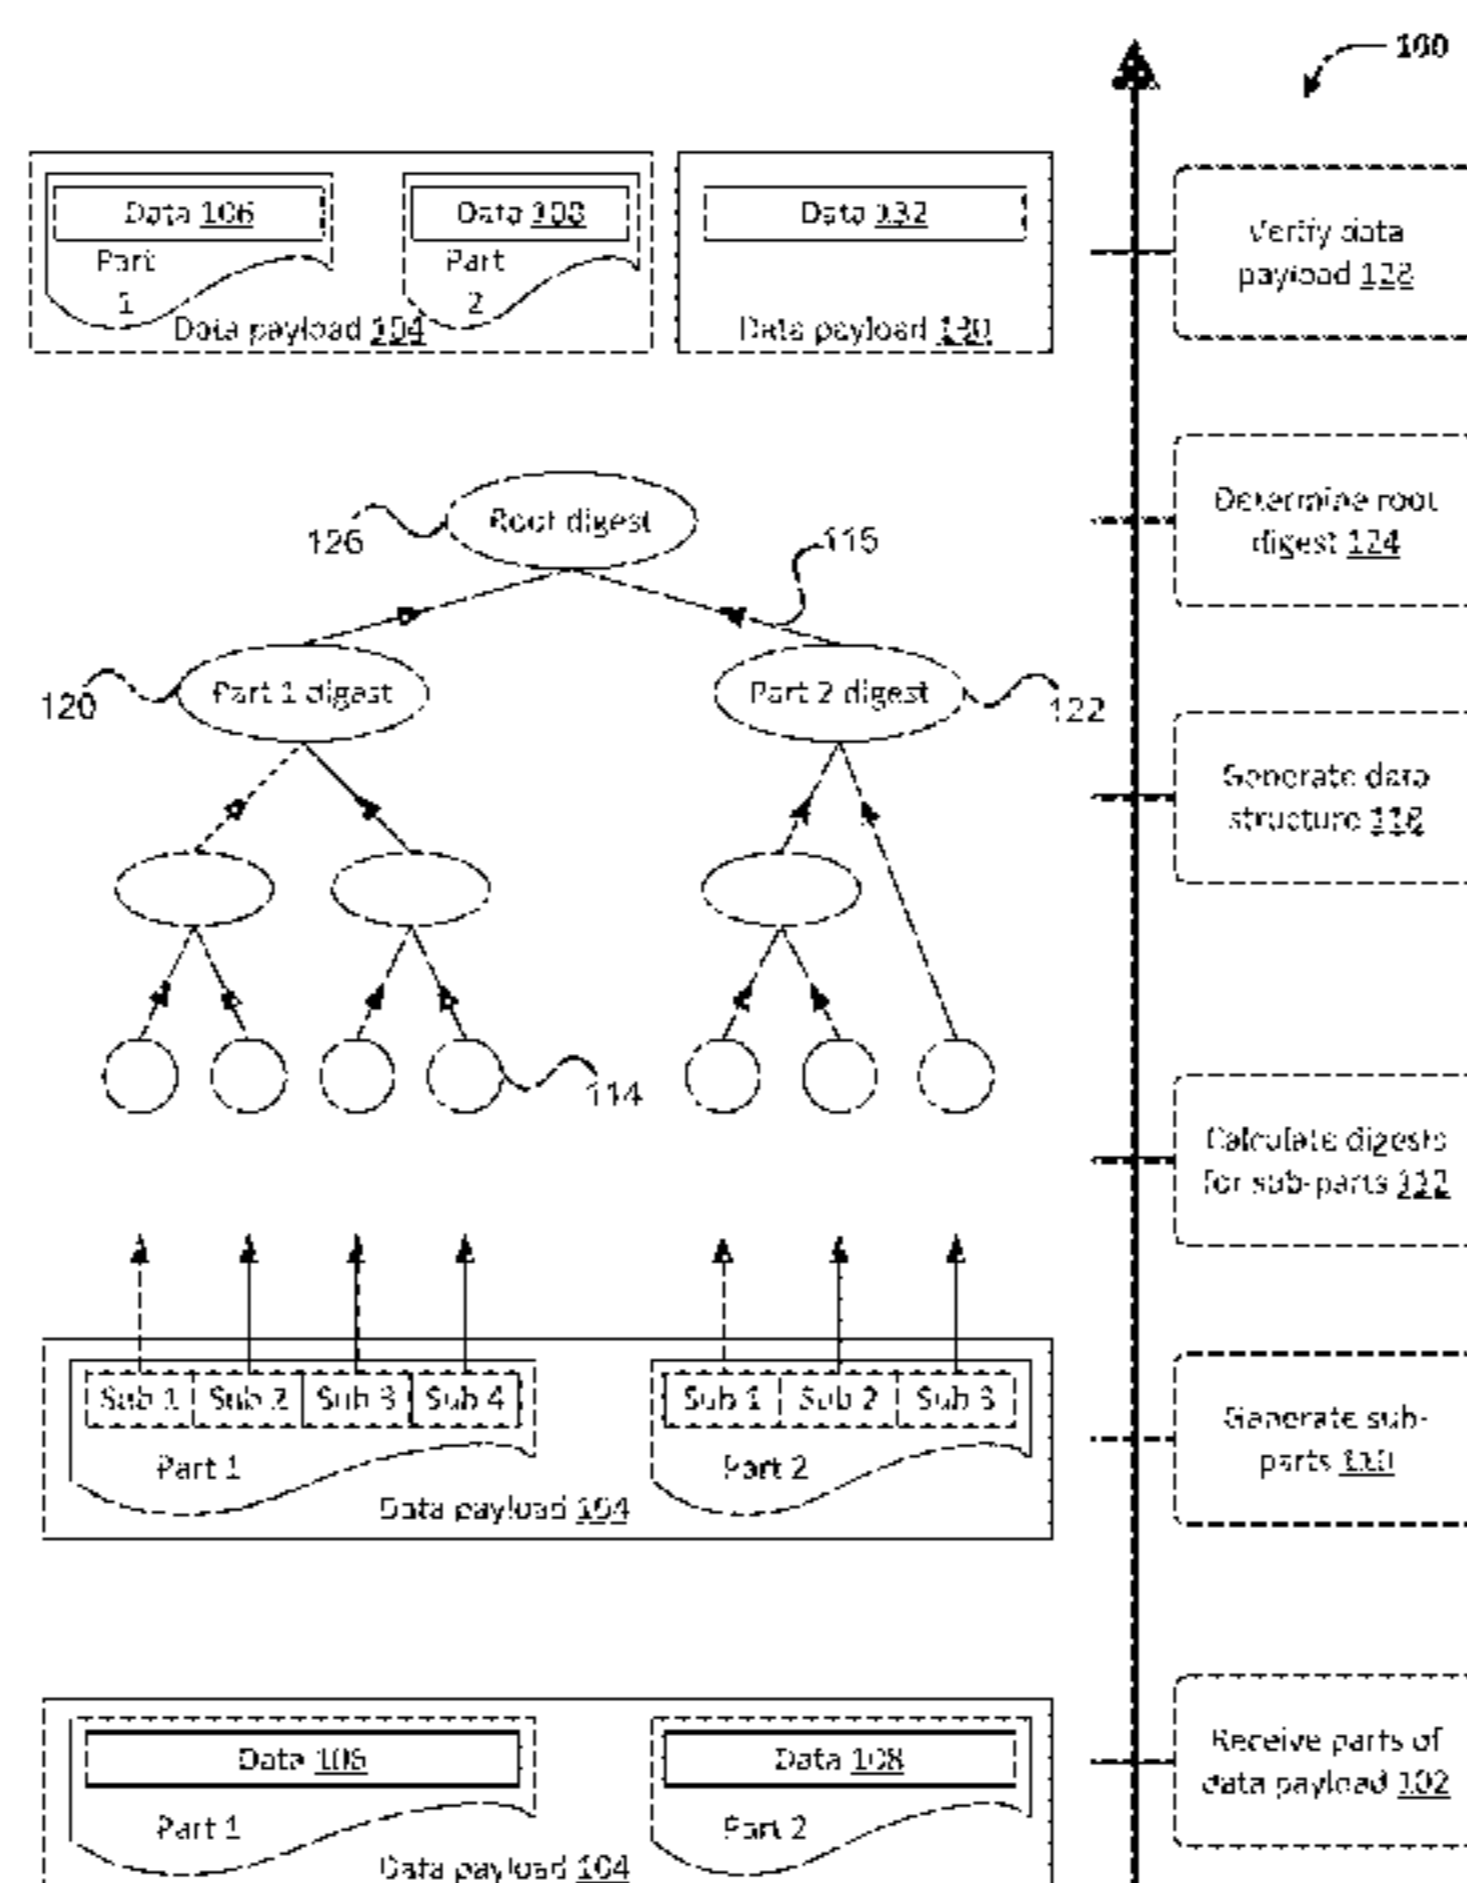 100
Data 106
Data 108
Data 132
Part
1
Part
2
Data payload 104
Data payload 130
Verify data
payload 128
Root digest
126
116
Determine root
digest 124
Part 1 digest
120
Part 2 digest
122
Generate data
structure
114
Calculate digests
for sub-parts 112
Sub 1 Sub 2 Sub 3 Sub 4
Sub 1 Sub 2 Sub 3
Part 1
Part 2
Data payload 104
Generate sub-
parts 110
Data 106
Data 108
Part 1
Part 2
Data payload 104
Receive parts of
data payload 102